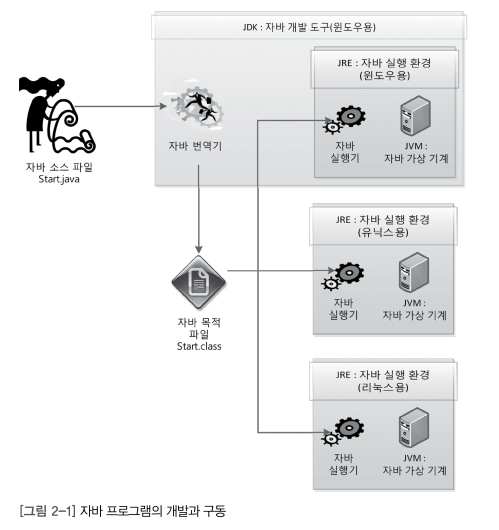 JDK : 자바 개발 도구(윈도우용)
JRE : 자바 실행 환경
(윈도우용)
자바 소스 파일
Start.java
자바 번역기
자바
실행기
JVM :
자바 가상 기계
JRE : 자바 실행 환경
(유닉스용)
자바
실행기
JVM :
자바 가상 기계
자바 목적
파일
Start.class
JRE : 자바 실행 환경
(리눅스용)
자바
실행기
JVM :
자바 가상 기계
[그림 2-1] 자바 프로그램의 개발과 구동